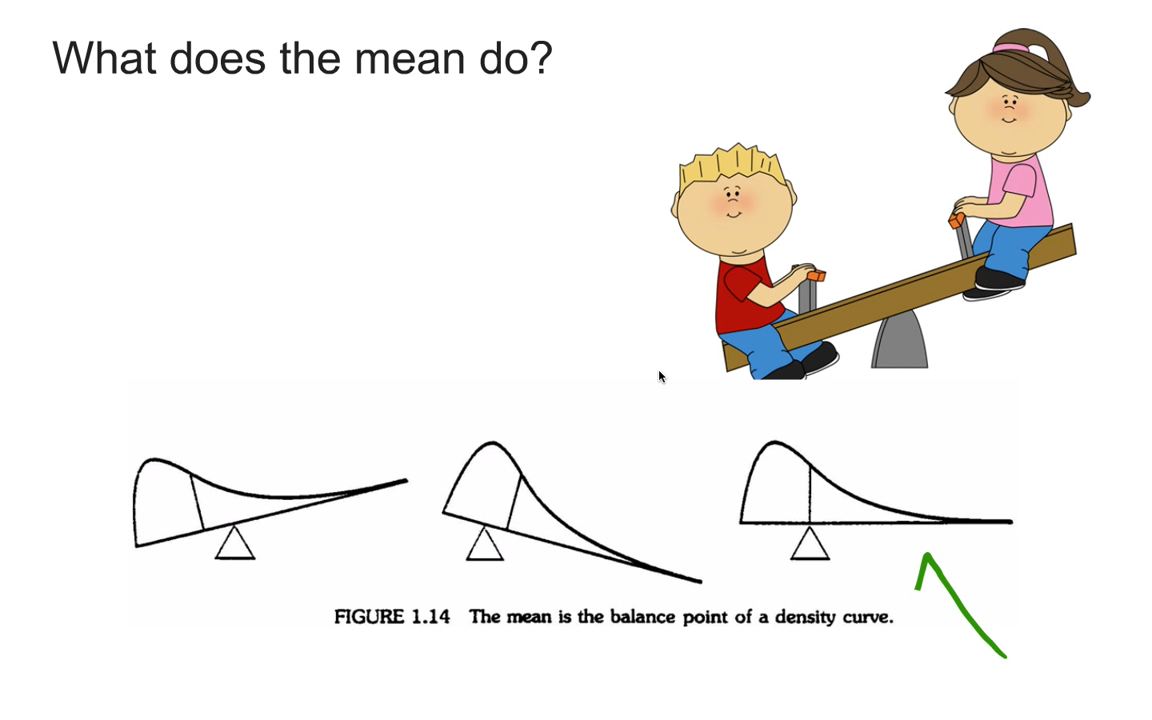 What does the mean do?
FIGURE 1.14 The mean is the balance point of a density curve.